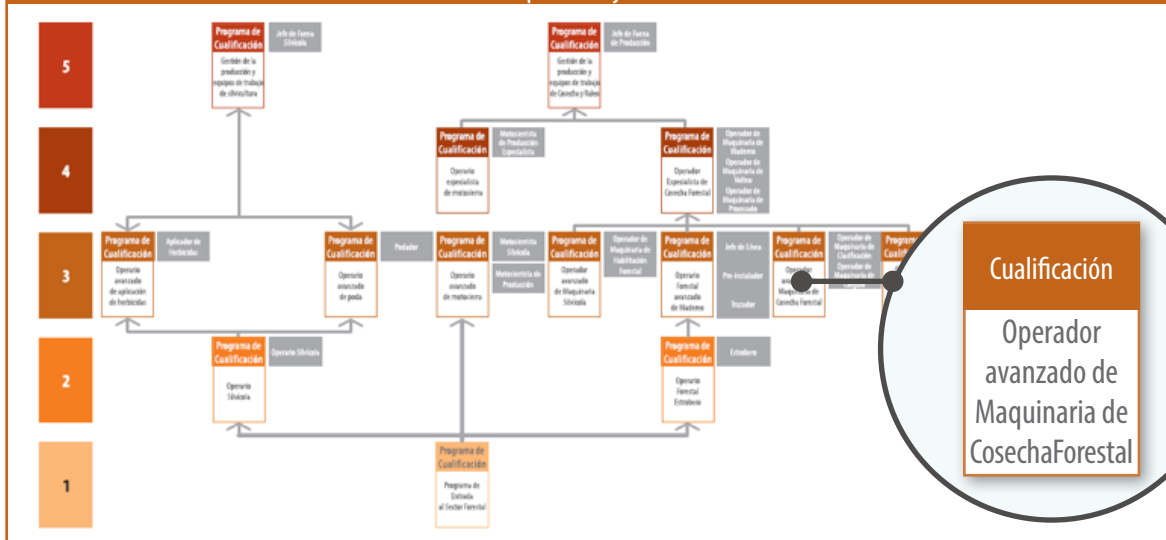 5
Programa de
Cualificación
Gestión de la
producción y
equipos de trabajo
de silvicultura
Jefe de Faena
Silvícola
Programa de
Cualificación
Gestión de la
producción y
equipos de trabajo
de Cosecha y Raleo
Jefe de Faena
de Producción
4
Programa de
Cualificación
Operario
especialista
de motosierra
Motosierrista
de Producción
Especialista
Programa de
Cualificación
Operador
Especialista de
Cosecha Forestal
Operador de
Maquinaria de
Madereo
Operador de
Maquinaria de
Volteo
Operador de
Maquinaria de
Procesado
3
Programa de
Cualificación
Operario
avanzado
de aplicación
de herbicidas
Aplicador de
Herbicidas
Programa de
Cualificación
Operario
avanzado
de poda
Podador
Programa de
Cualificación
Operario
avanzado
de motosierra
Motosierrista
Silvícola
Motosierrista de
Producción
Programa de
Cualificación
Operador
avanzado
de Maquinaria
Silvícola
Operador de
Maquinaria de
Habilitación
Forestal
Programa de
Cualificación
Operario
Forestal
avanzado
de Madereo
Jefe de Línea
Pre-instalador
Trazador
Programa de
Cualificación
Operador
Maquinaria de
Cosecha Forestal
Operador de
Maquinaria de
Clasificación
Operador de
Maquinaria de
Cualificación
Operador
avanzado de
Maquinaria de
CosechaForestal
2
Programa de
Cualificación
Operario
Silvícola
Operario Silvícola
Programa de
Cualificación
Operario
Forestal
Estrobero
Estrobero
1
Programa de
Cualificación
Programa de
Entrada
al Sector Forestal